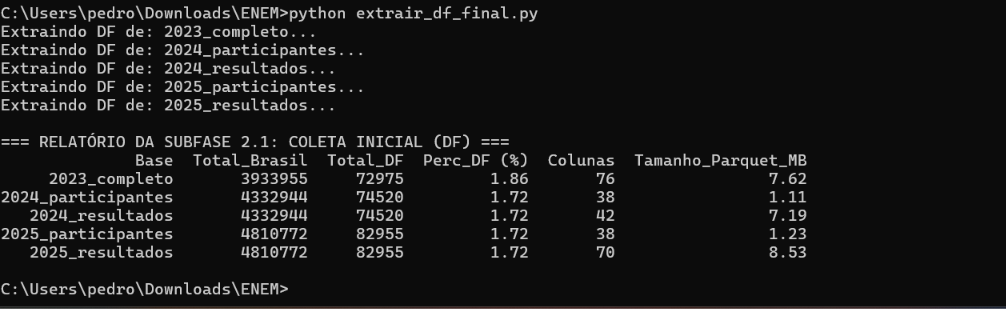 C:\Users\pedro\Downloads\ENEM>python extrair_df_final.py
Extraindo DF de: 2023_completo...
Extraindo DF de: 2024_participantes...
Extraindo DF de: 2024_resultados...
Extraindo DF de: 2025_participantes...
Extraindo DF de: 2025_resultados...
=== RELATÓRIO DA SUBFASE 2.1: COLETA INICIAL (DF) ===
Base Total_Brasil Total_DF Perc_DF (%) Colunas Tamanho_Parquet_MB
2023_completo 3933955 72975 1.86 76 7.62
2024_participantes 4332944 74520 1.72 38 1.11
2024_resultados 4332944 74520 1.72 42 7.19
2025_participantes 4810772 82955 1.72 38 1.23
2025_resultados 4810772 82955 1.72 70 8.53
C:\Users\pedro\Downloads\ENEM>